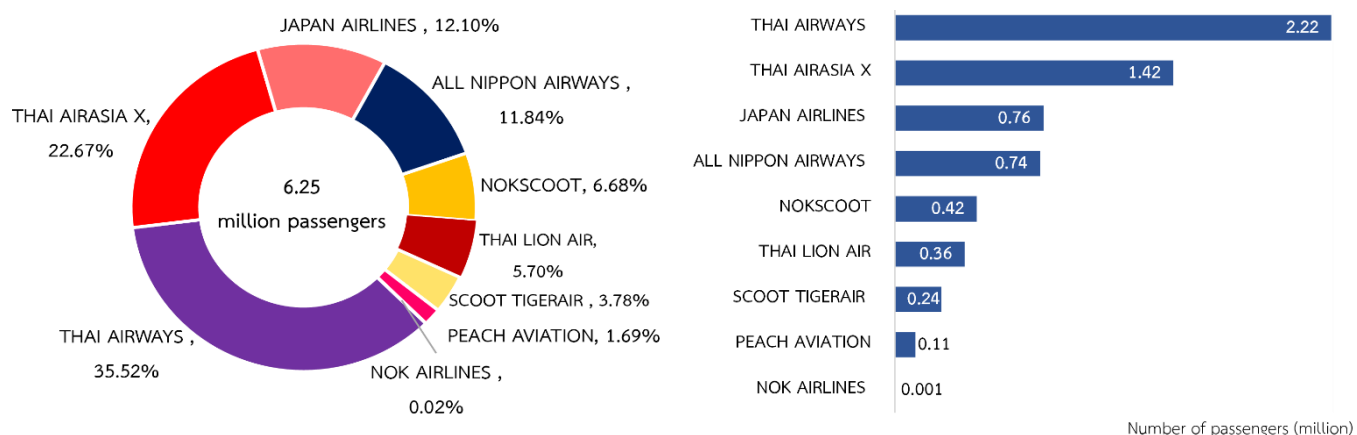 JAPAN AIRLINES , 12.10%
ALL NIPPON AIRWAYS ,
11.84%
THAI AIRASIA X,
22.67%
6.25
million passengers
NOKSCOOT, 6.68%
THAI LION AIR,
5.70%
SCOOT TIGERAIR , 3.78%
PEACH AVIATION, 1.69%
THAI AIRWAYS ,
35.52%
NOK AIRLINES ,
0.02%
THAI AIRWAYS 2.22
THAI AIRASIA X 1.42
JAPAN AIRLINES 0.76
ALL NIPPON AIRWAYS 0.74
NOKSCOOT 0.42
THAI LION AIR 0.36
SCOOT TIGERAIR 0.24
PEACH AVIATION 0.11
NOK AIRLINES 0.001
Number of passengers (million)